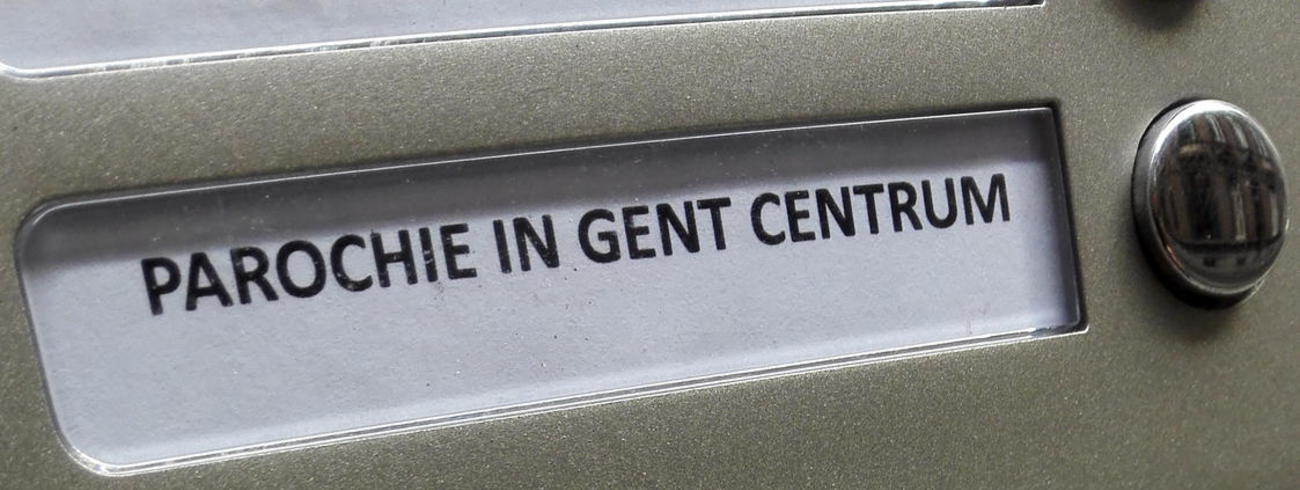 PAROCHIE IN GENT CENTRUM